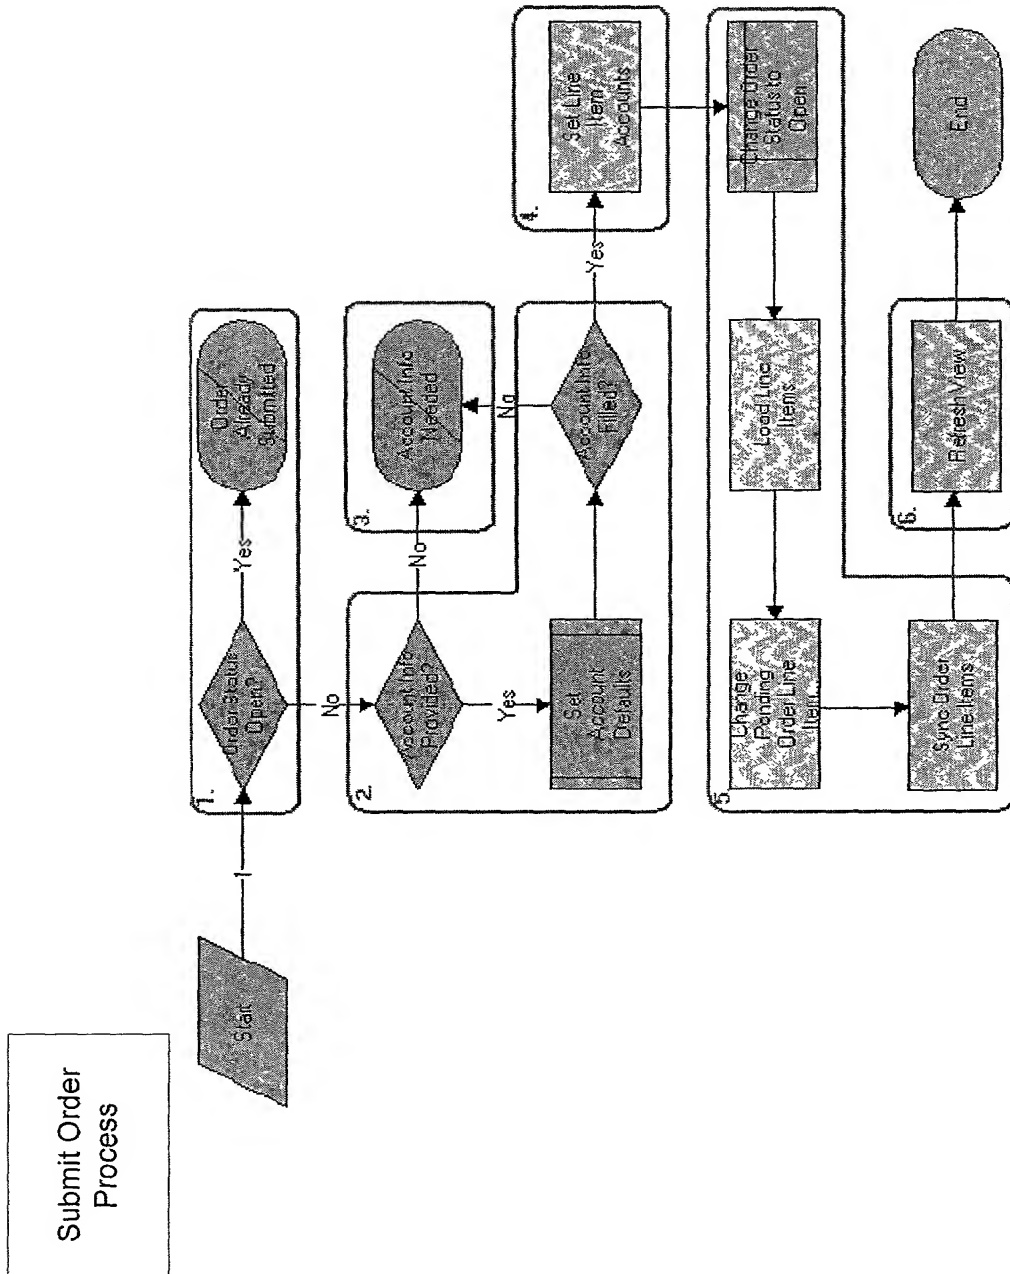 Submit Order
Process
Start
1
1.
Order Status
Open?
Yes
Order
Already
Submitted
No
2.
Account Info
Provided?
No
3.
Account Info
Needed
Yes
Set
Account
Defaults
Account Info
Filled?
No
Yes
4.
Set Line
Item
Accounts
5.
Change Order
Status to
Open
Load Line
Items
Change
Pending
Order Line
Item...
Sync Order
Line Items
6.
Refresh View
End